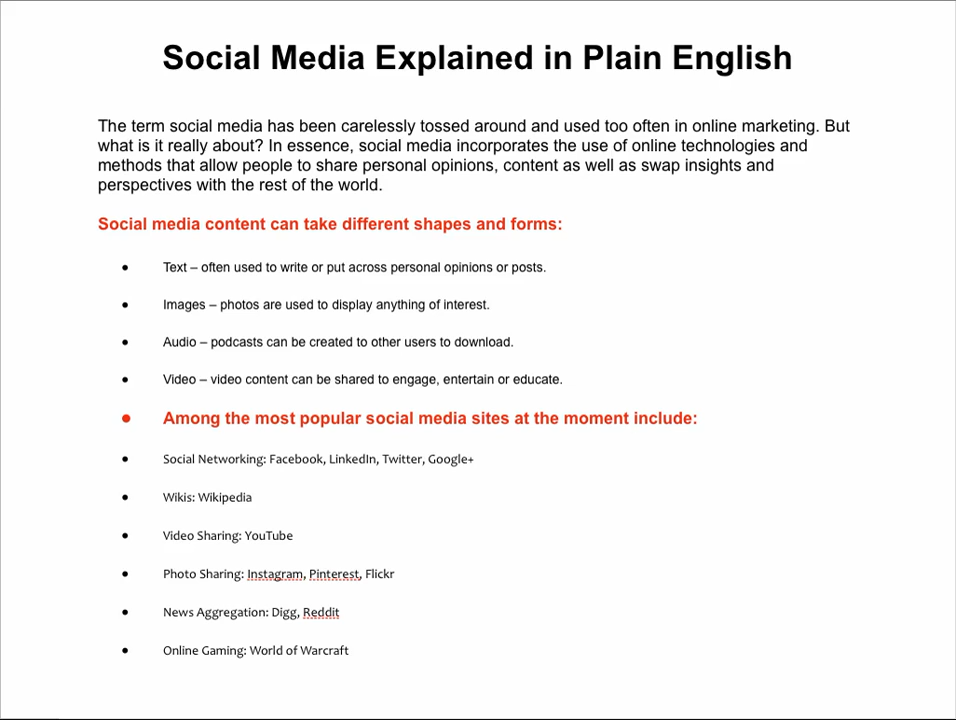 Social Media Explained in Plain English
The term social media has been carelessly tossed around and used too often in online marketing. But
what is it really about? In essence, social media incorporates the use of online technologies and
methods that allow people to share personal opinions, content as well as swap insights and
perspectives with the rest of the world.
Social media content can take different shapes and forms:
• Text – often used to write or put across personal opinions or posts.
• Images – photos are used to display anything of interest.
• Audio – podcasts can be created to other users to download.
• Video – video content can be shared to engage, entertain or educate.
• Among the most popular social media sites at the moment include:
• Social Networking: Facebook, LinkedIn, Twitter, Google+
• Wikis: Wikipedia
• Video Sharing: YouTube
• Photo Sharing: Instagram, Pinterest, Flickr
• News Aggregation: Digg, Reddit
• Online Gaming: World of Warcraft